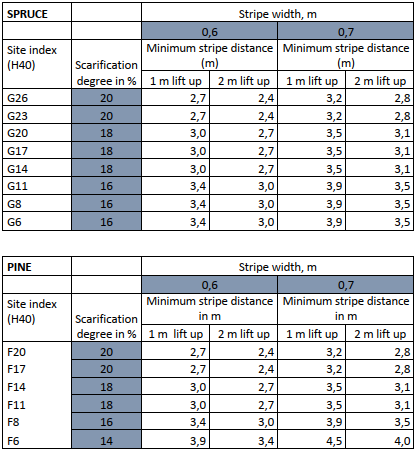 SPRUCE Stripe width, m
0,6 0,7
Site index (H40) Scarification degree in % Minimum stripe distance (m) Minimum stripe distance (m)
1 m lift up 2 m lift up 1 m lift up 2 m lift up
G26 20 2,7 2,4 3,2 2,8
G23 20 2,7 2,4 3,2 2,8
G20 18 3,0 2,7 3,5 3,1
G17 18 3,0 2,7 3,5 3,1
G14 18 3,0 2,7 3,5 3,1
G11 16 3,4 3,0 3,9 3,5
G8 16 3,4 3,0 3,9 3,5
G6 16 3,4 3,0 3,9 3,5
PINE Stripe width, m
0,6 0,7
Site index (H40) Scarification degree in % Minimum stripe distance in m Minimum stripe distance in m
1 m lift up 2 m lift up 1 m lift up 2 m lift up
F20 20 2,7 2,4 3,2 2,8
F17 20 2,7 2,4 3,2 2,8
F14 18 3,0 2,7 3,5 3,1
F11 18 3,0 2,7 3,5 3,1
F8 16 3,4 3,0 3,9 3,5
F6 14 3,9 3,4 4,5 4,0